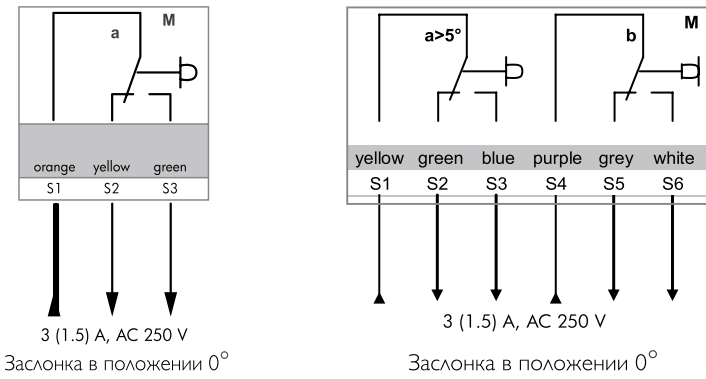 a M
orange yellow green
S1 S2 S3
3 (1.5) A, AC 250 V
Заслонка в положении 0°
a>5° b M
yellow green blue purple grey white
S1 S2 S3 S4 S5 S6
3 (1.5) A, AC 250 V
Заслонка в положении 0°